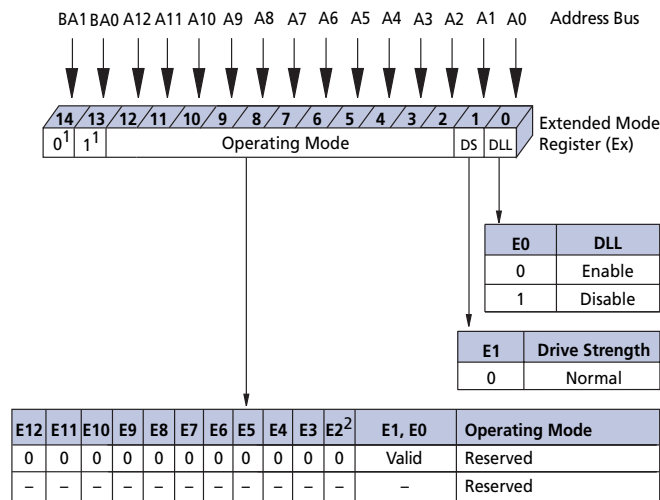 BA1 BA0 A12 A11 A10 A9 A8 A7 A6 A5 A4 A3 A2 A1 A0 Address Bus
14 13 12 11 10 9 8 7 6 5 4 3 2 1 0
Extended Mode
Register (Ex)
0¹ 1¹ Operating Mode DS DLL
E0 DLL
0 Enable
1 Disable
E1 Drive Strength
0 Normal
E12 E11 E10 E9 E8 E7 E6 E5 E4 E3 E2² E1, E0 Operating Mode
0 0 0 0 0 0 0 0 0 0 0 Valid Reserved
– – – – – – – – – – – – Reserved